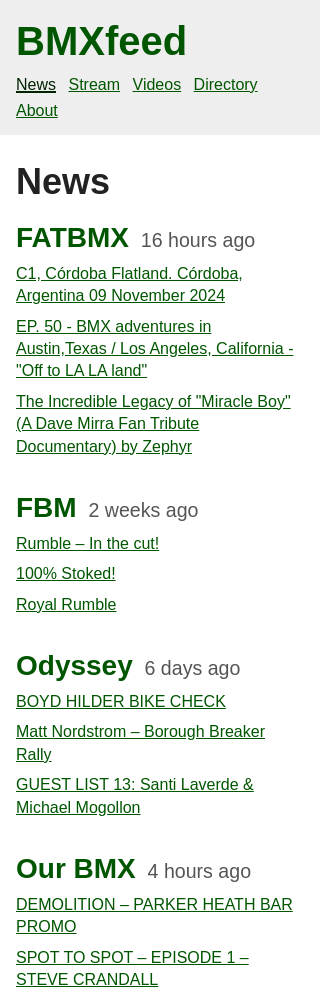 BMXfeed
News Stream Videos Directory
About
News
FATBMX 16 hours ago
C1, Córdoba Flatland. Córdoba,
Argentina 09 November 2024
EP. 50 - BMX adventures in
Austin,Texas / Los Angeles, California -
"Off to LA LA land"
The Incredible Legacy of "Miracle Boy"
(A Dave Mirra Fan Tribute
Documentary) by Zephyr
FBM 2 weeks ago
Rumble – In the cut!
100% Stoked!
Royal Rumble
Odyssey 6 days ago
BOYD HILDER BIKE CHECK
Matt Nordstrom – Borough Breaker
Rally
GUEST LIST 13: Santi Laverde &
Michael Mogollon
Our BMX 4 hours ago
DEMOLITION – PARKER HEATH BAR
PROMO
SPOT TO SPOT – EPISODE 1 –
STEVE CRANDALL